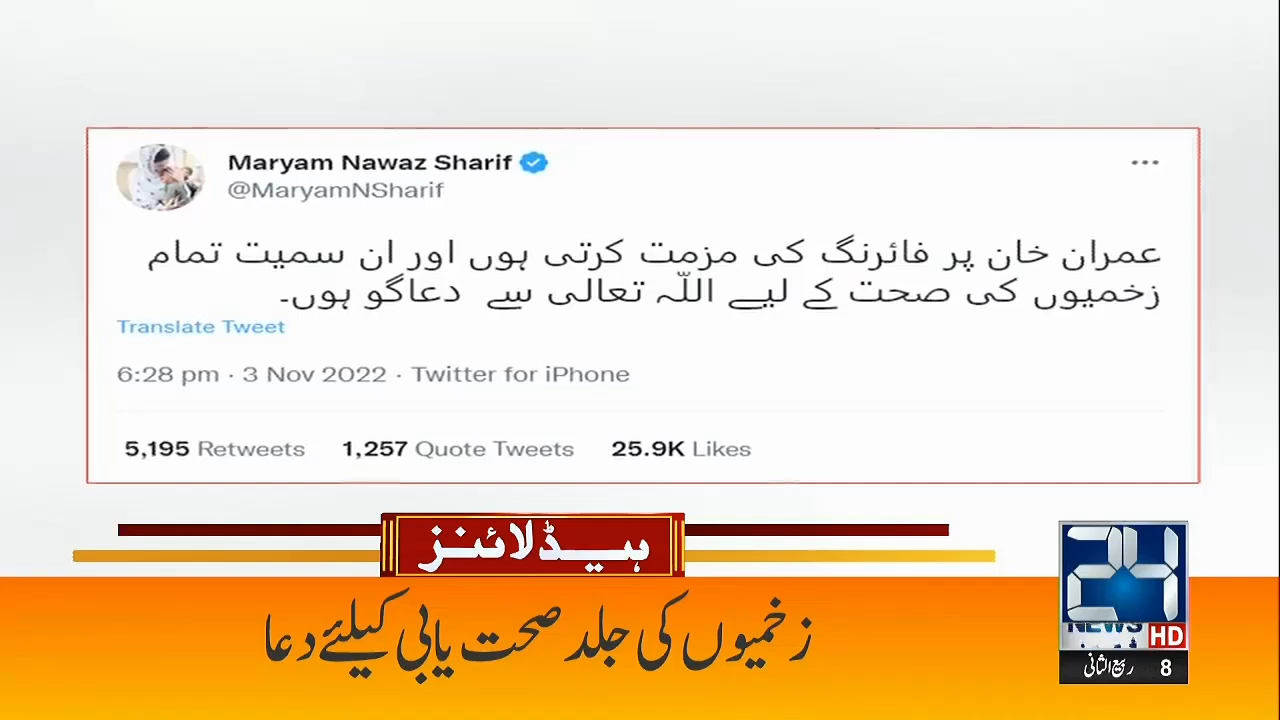 Maryam Nawaz Sharif
@MaryamNSharif
عمران خان پر فائرنگ کی مزمت کرتی ہوں اور ان سمیت تمام
زخمیوں کی صحت کے لیے اللّہ تعالی سے دعاگو ہوں۔
Translate Tweet
6:28 pm · 3 Nov 2022 · Twitter for iPhone
5,195 Retweets 1,257 Quote Tweets 25.9K Likes
ہیڈلائنز
زخمیوں کی جلد صحت یابی کیلئے دعا
24
NEWS HD
8 ربیع الثانی